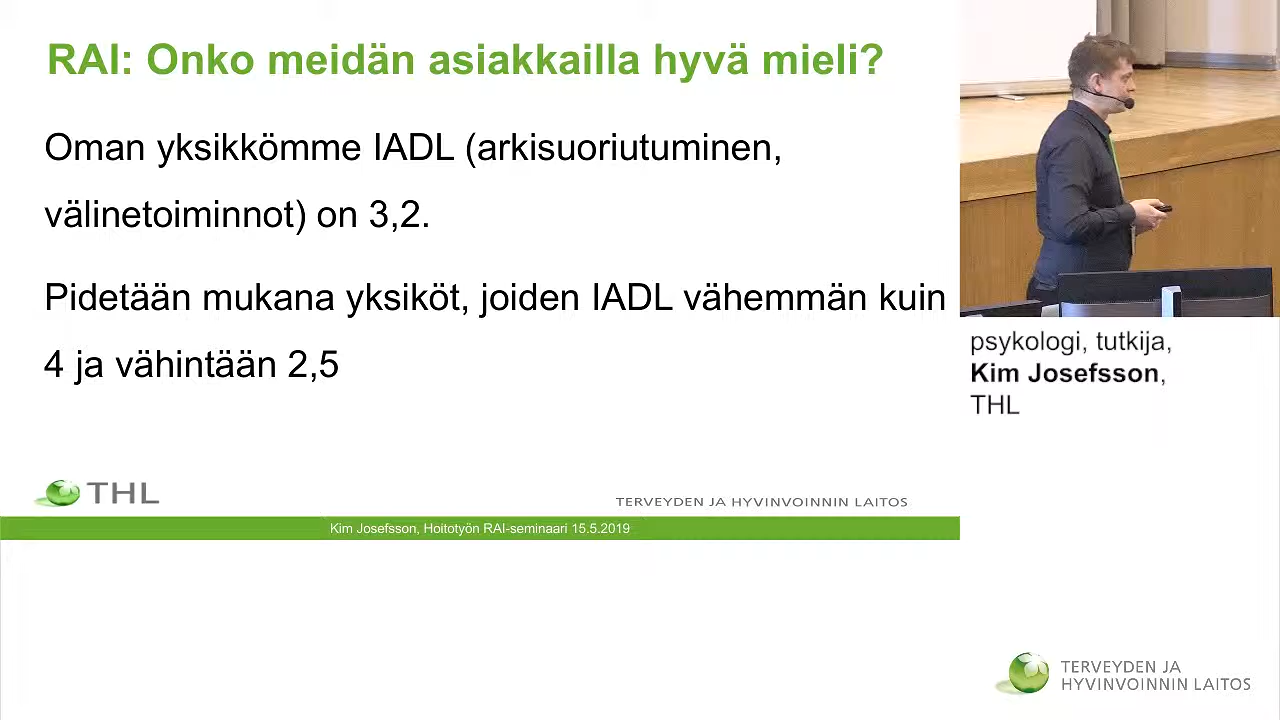 RAI: Onko meidän asiakkailla hyvä mieli?
Oman yksikkömme IADL (arkisuoriutuminen,
välinetoiminnot) on 3,2.
Pidetään mukana yksiköt, joiden IADL vähemmän kuin
4 ja vähintään 2,5
THL
TERVEYDEN JA HYVINVOINNIN LAITOS
Kim Josefsson, Hoitotyön RAI-seminaari 15.5.2019
psykologi, tutkija,
Kim Josefsson,
THL
TERVEYDEN JA
HYVINVOINNIN LAITOS